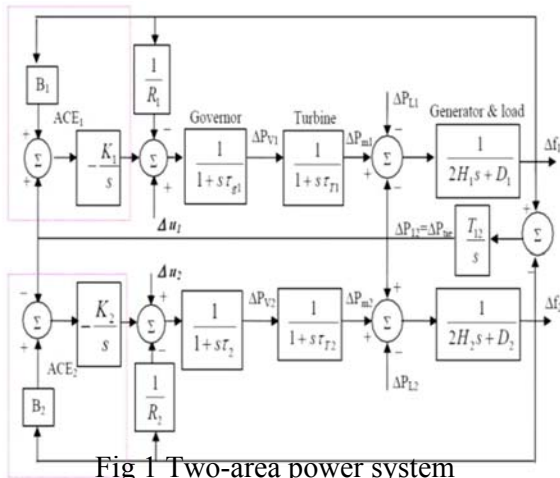 B₁
ACE₁
+
+
Σ
-K₁/s
1/R₁
−
+
Σ
Δu₁
Governor
1/(1+sτg1)
ΔPV1
Turbine
1/(1+sτT1)
ΔPm1
ΔPL1
−
+
−
Σ
Generator & load
1/(2H₁s+D₁)
Δf₁
ΔP12=ΔPtie
T12/s
+
Σ
−
−
+
Σ
-K₂/s
ACE₂
B₂
Δu₂
+
Σ
−
1/R₂
1/(1+sτ₂)
ΔPV2
1/(1+sτT2)
ΔPm2
+
+
−
Σ
ΔPL2
1/(2H₂s+D₂)
Δf₂
Fig 1 Two-area power system